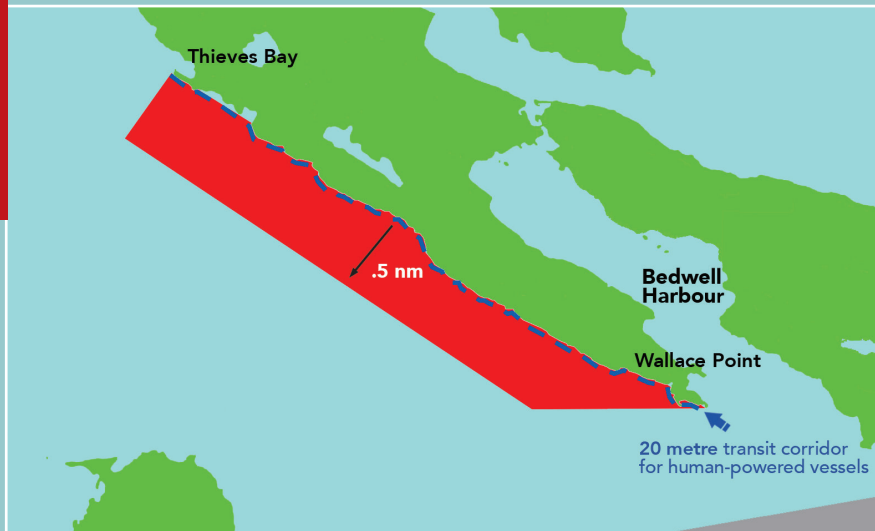 Thieves Bay
.5 nm
Bedwell
Harbour
Wallace Point
20 metre transit corridor
for human-powered vessels